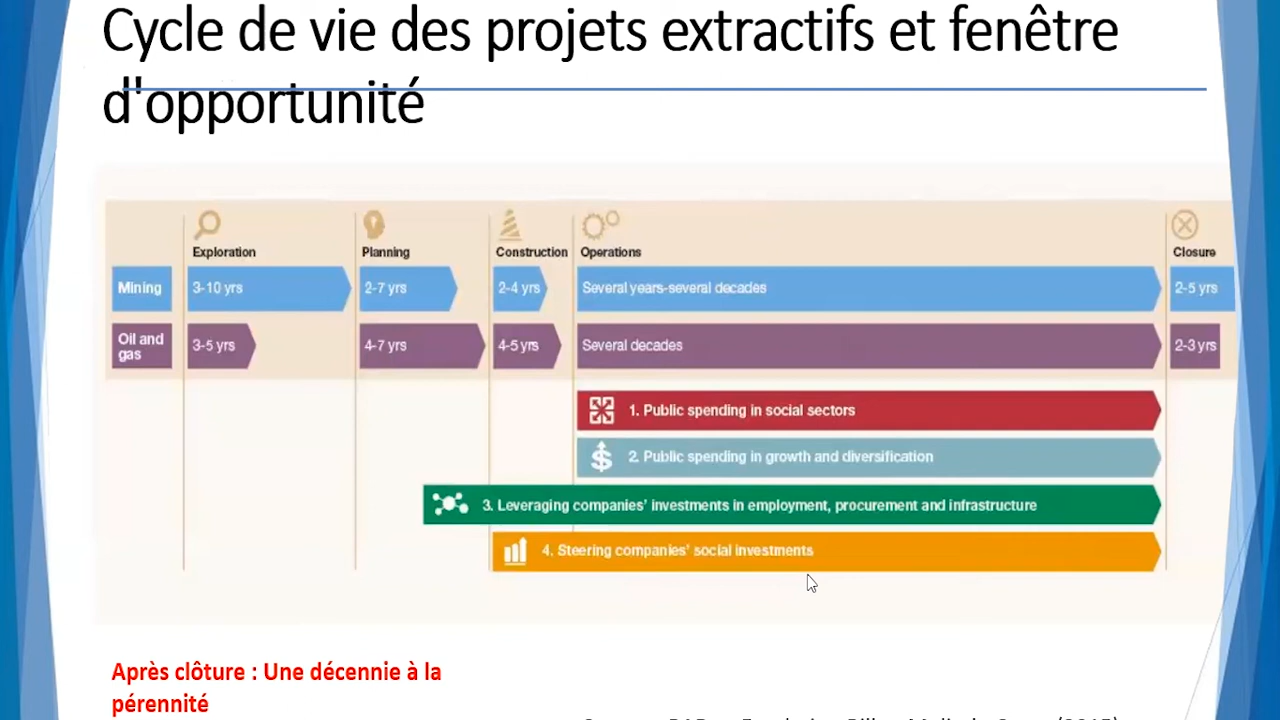 Cycle de vie des projets extractifs et fenêtre
d'opportunité
Exploration
Planning
Construction
Operations
Closure
Mining
3-10 yrs
2-7 yrs
2-4 yrs
Several years-several decades
2-5 yrs
Oil and
gas
3-5 yrs
4-7 yrs
4-5 yrs
Several decades
2-3 yrs
1. Public spending in social sectors
2. Public spending in growth and diversification
3. Leveraging companies' investments in employment, procurement and infrastructure
4. Steering companies' social investments
Après clôture : Une décennie à la
pérennité